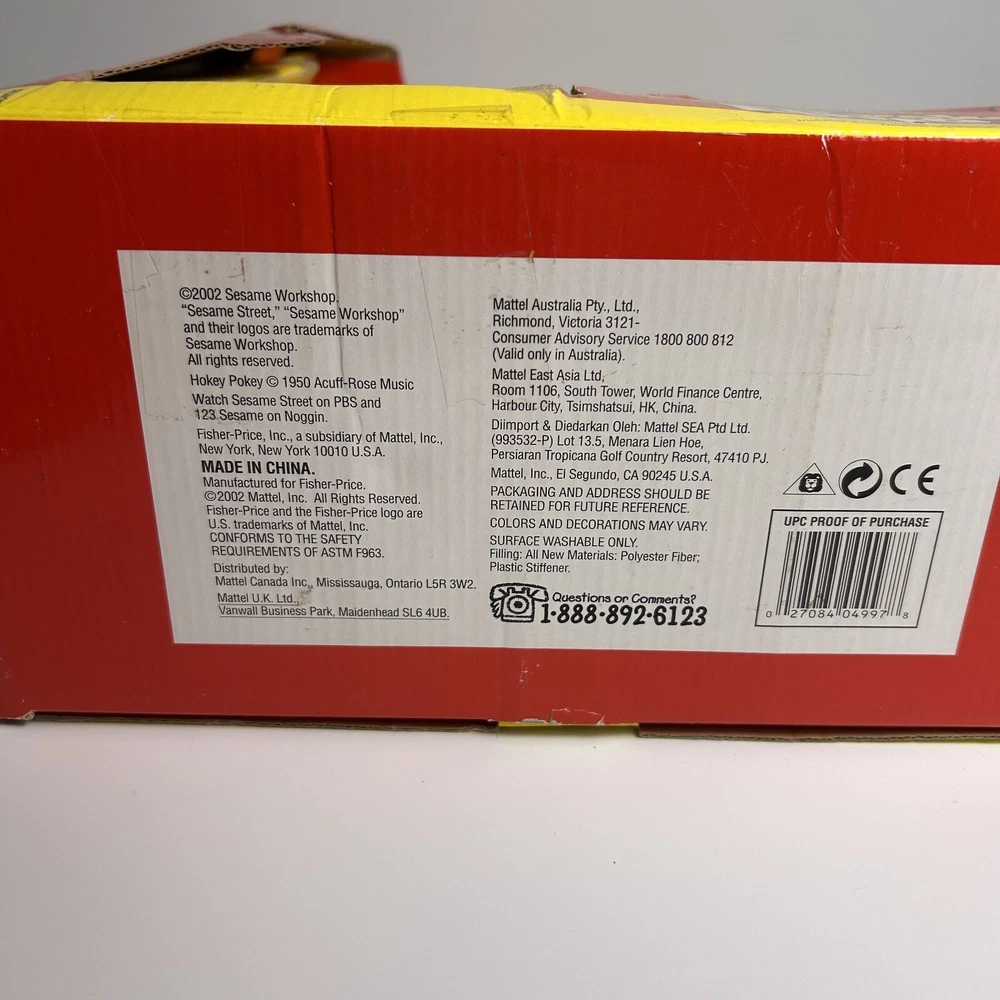 ©2002 Sesame Workshop.
"Sesame Street," "Sesame Workshop"
and their logos are trademarks of
Sesame Workshop.
All rights reserved.
Hokey Pokey © 1950 Acuff-Rose Music
Watch Sesame Street on PBS and
123 Sesame on Noggin.
Fisher-Price, Inc., a subsidiary of Mattel, Inc.,
New York, New York 10010 U.S.A.
MADE IN CHINA.
Manufactured for Fisher-Price.
©2002 Mattel, Inc. All Rights Reserved.
Fisher-Price and the Fisher-Price logo are
U.S. trademarks of Mattel, Inc.
CONFORMS TO THE SAFETY
REQUIREMENTS OF ASTM F963.
Distributed by:
Mattel Canada Inc., Mississauga, Ontario L5R 3W2.
Mattel U.K. Ltd.,
Vanwall Business Park, Maidenhead SL6 4UB.
Mattel Australia Pty., Ltd.,
Richmond, Victoria 3121-
Consumer Advisory Service 1800 800 812
(Valid only in Australia).
Mattel East Asia Ltd,
Room 1106, South Tower, World Finance Centre,
Harbour City, Tsimshatsui, HK, China.
Diimport & Diedarkan Oleh: Mattel SEA Ptd Ltd.
(993532-P) Lot 13.5, Menara Lien Hoe,
Persiaran Tropicana Golf Country Resort, 47410 PJ.
Mattel, Inc., El Segundo, CA 90245 U.S.A.
PACKAGING AND ADDRESS SHOULD BE
RETAINED FOR FUTURE REFERENCE.
COLORS AND DECORATIONS MAY VARY.
SURFACE WASHABLE ONLY.
Filling: All New Materials: Polyester Fiber;
Plastic Stiffener.
Questions or Comments?
1-888-892-6123
CE
UPC PROOF OF PURCHASE
0 27084 04997 8